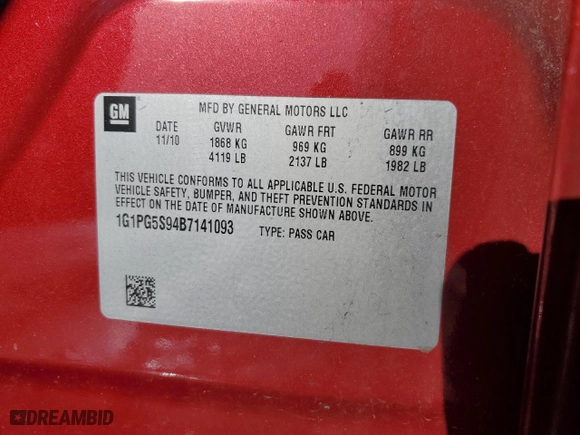 GM
MFD BY GENERAL MOTORS LLC
DATE GVWR GAWR FRT GAWR RR
11/10 1868 KG 969 KG 899 KG
4119 LB 2137 LB 1982 LB
THIS VEHICLE CONFORMS TO ALL APPLICABLE U.S. FEDERAL MOTOR
VEHICLE SAFETY, BUMPER, AND THEFT PREVENTION STANDARDS IN
EFFECT ON THE DATE OF MANUFACTURE SHOWN ABOVE.
1G1PG5S94B7141093 TYPE: PASS CAR
DREAMBID